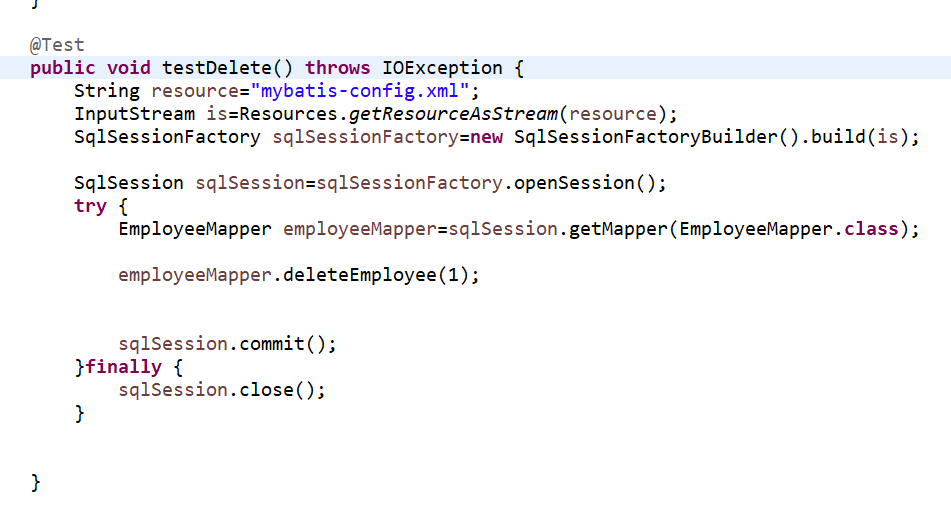 }
@Test
public void testDelete() throws IOException {
    String resource="mybatis-config.xml";
    InputStream is=Resources.getResourceAsStream(resource);
    SqlSessionFactory sqlSessionFactory=new SqlSessionFactoryBuilder().build(is);
    SqlSession sqlSession=sqlSessionFactory.openSession();
    try {
        EmployeeMapper employeeMapper=sqlSession.getMapper(EmployeeMapper.class);
        employeeMapper.deleteEmployee(1);
        sqlSession.commit();
    }finally {
        sqlSession.close();
    }
}